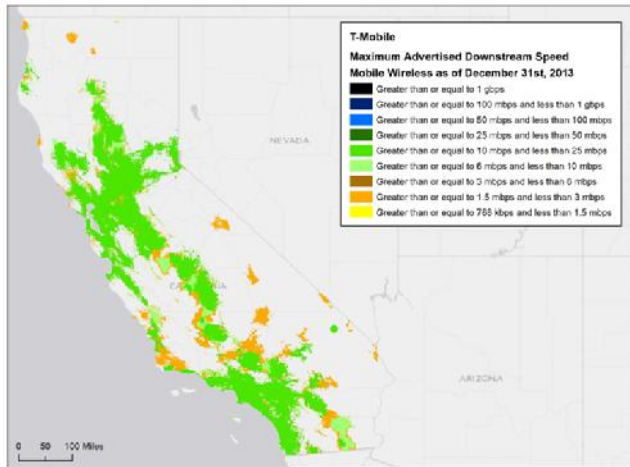 T-Mobile
Maximum Advertised Downstream Speed
Mobile Wireless as of December 31st, 2013
Greater than or equal to 1 gbps
Greater than or equal to 100 mbps and less than 1 gbps
Greater than or equal to 50 mbps and less than 100 mbps
Greater than or equal to 25 mbps and less than 50 mbps
Greater than or equal to 10 mbps and less than 25 mbps
Greater than or equal to 6 mbps and less than 10 mbps
Greater than or equal to 3 mbps and less than 6 mbps
Greater than or equal to 1.5 mbps and less than 3 mbps
Greater than or equal to 768 kbps and less than 1.5 mbps
NEVADA
CALIFORNIA
ARIZONA
0 50 100 Miles